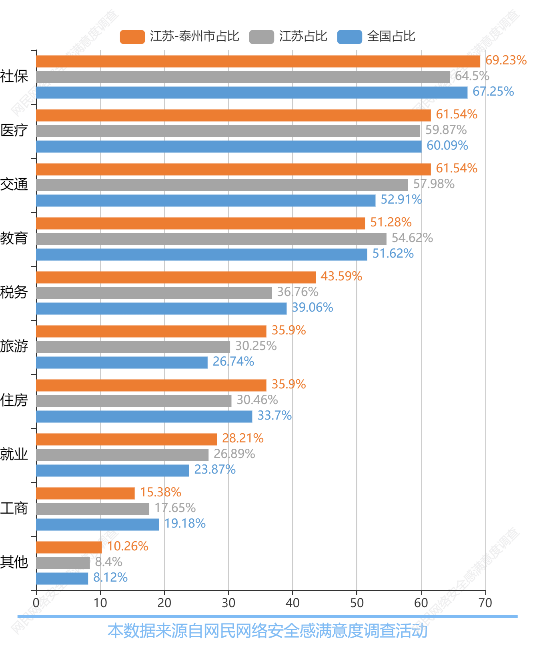 江苏-泰州市占比 江苏占比 全国占比
社保 69.23% 64.5% 67.25%
医疗 61.54% 59.87% 60.09%
交通 61.54% 57.98% 52.91%
教育 51.28% 54.62% 51.62%
税务 43.59% 36.76% 39.06%
旅游 35.9% 30.25% 26.74%
住房 35.9% 30.46% 33.7%
就业 28.21% 26.89% 23.87%
工商 15.38% 17.65% 19.18%
其他 10.26% 8.4% 8.12%
0 10 20 30 40 50 60 70
本数据来源自网民网络安全感满意度调查活动